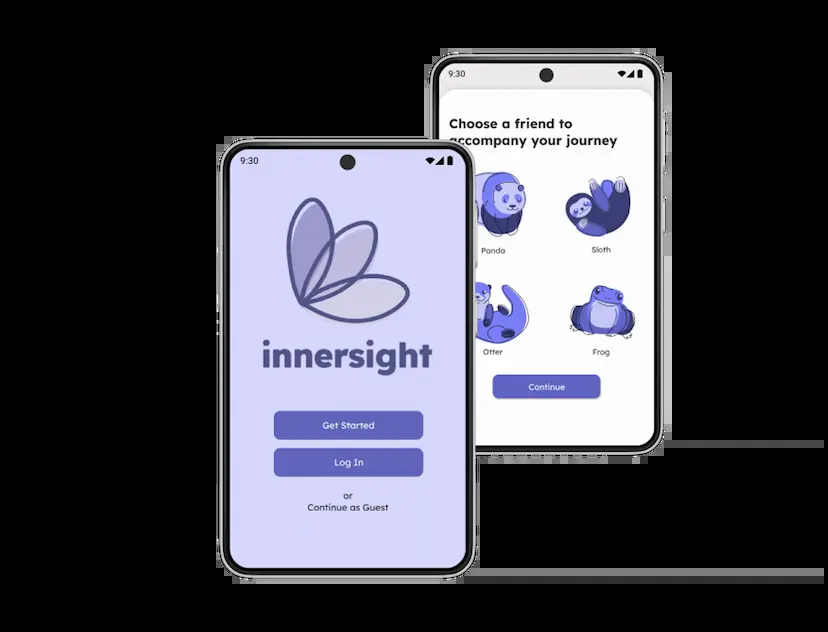 9:30
innersight
Get Started
Log In
or
Continue as Guest
9:30
Choose a friend to
accompany your journey
Panda
Sloth
Otter
Frog
Continue